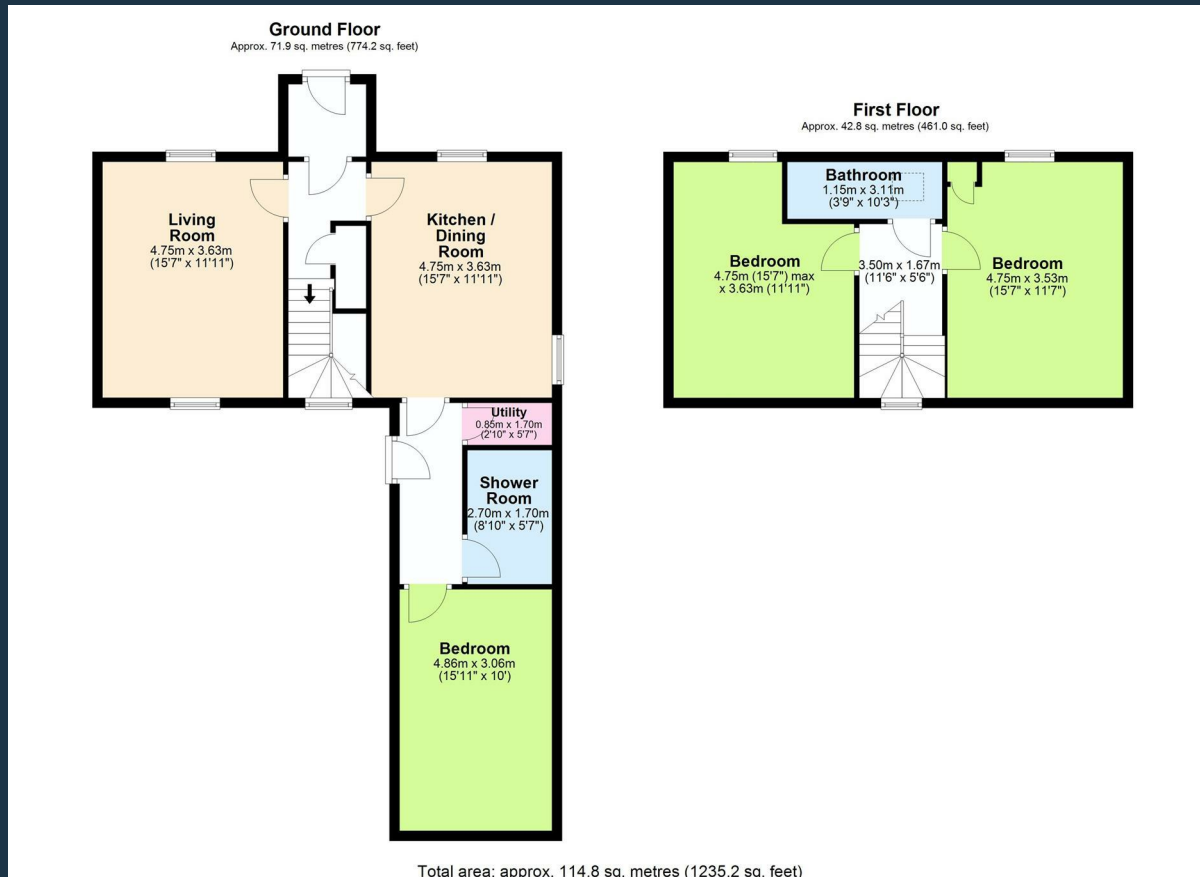 Ground Floor
Approx. 71.9 sq. metres (774.2 sq. feet)
Living
Room
4.75m x 3.63m
(15'7" x 11'11")
Kitchen /
Dining
Room
4.75m x 3.63m
(15'7" x 11'11")
Utility
0.85m x 1.70m
(2'10" x 5'7")
Shower
Room
2.70m x 1.70m
(8'10" x 5'7")
Bedroom
4.86m x 3.06m
(15'11" x 10')
First Floor
Approx. 42.8 sq. metres (461.0 sq. feet)
Bathroom
1.15m x 3.11m
(3'9" x 10'3")
Bedroom
4.75m (15'7") max
x 3.63m (11'11")
3.50m x 1.67m
(11'6" x 5'6")
Bedroom
4.75m x 3.53m
(15'7" x 11'7")
Total area: approx. 114.8 sq. metres (1235.2 sq. feet)